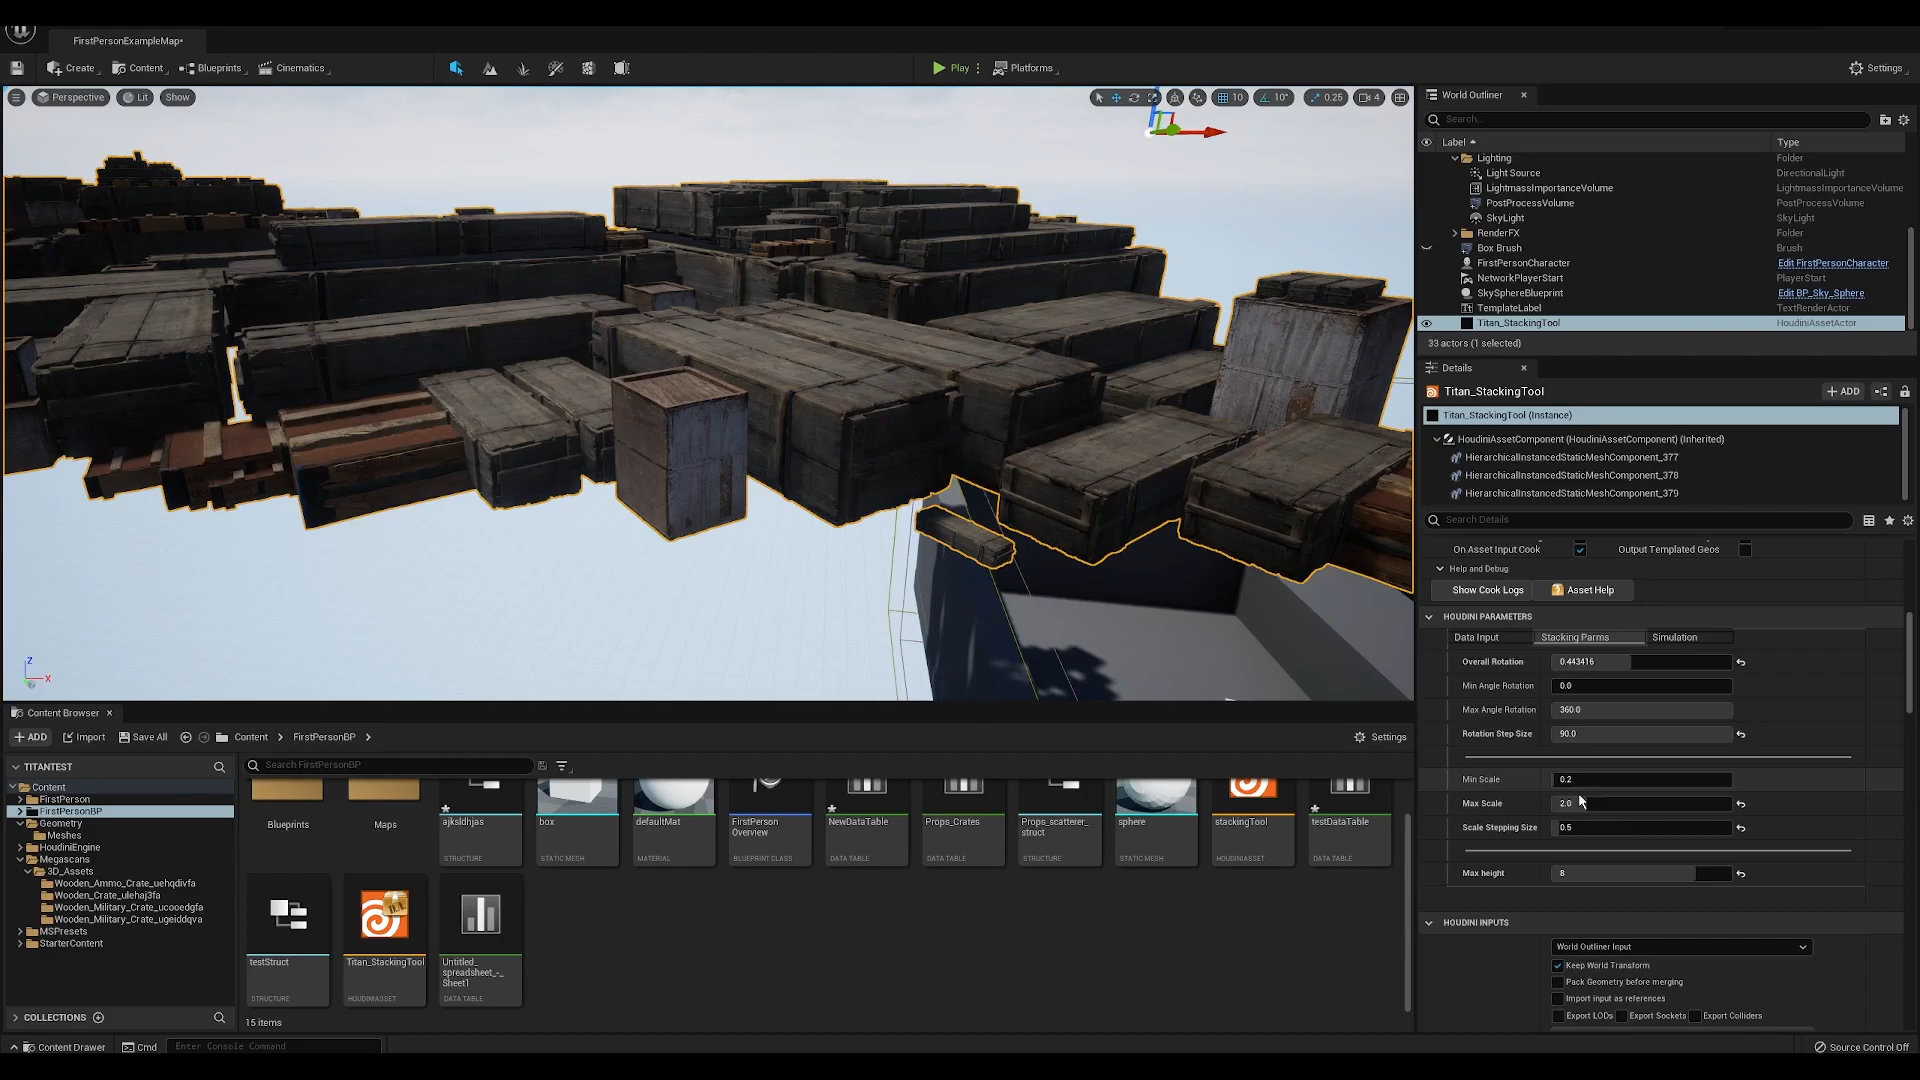 FirstPersonExampleMap*
Create Content Blueprints Cinematics Play Platforms Settings
Perspective Lit Show 10 10° 0.25 4
World Outliner
Search...
Label Type
Lighting Folder
Light Source DirectionalLight
LightmassImportanceVolume LightmassImportanceVolume
PostProcessVolume PostProcessVolume
SkyLight SkyLight
RenderFX Folder
Box Brush Brush
FirstPersonCharacter Edit FirstPersonCharacter
NetworkPlayerStart PlayerStart
SkySphereBlueprint Edit BP_Sky_Sphere
TemplateLabel TextRenderActor
Titan_StackingTool HoudiniAssetActor
33 actors (1 selected)
Details
Titan_StackingTool ADD
Titan_StackingTool (Instance)
HoudiniAssetComponent (HoudiniAssetComponent) (Inherited)
HierarchicalInstancedStaticMeshComponent_377
HierarchicalInstancedStaticMeshComponent_378
HierarchicalInstancedStaticMeshComponent_379
Search Details
On Asset Input Cook Output Templated Geos
Help and Debug
Show Cook Logs Asset Help
HOUDINI PARAMETERS
Data Input Stacking Parms Simulation
Overall Rotation 0.443416
Min Angle Rotation 0.0
Max Angle Rotation 360.0
Rotation Step Size 90.0
Min Scale 0.2
Max Scale 2.0
Scale Stepping Size 0.5
Max height 8
HOUDINI INPUTS
World Outliner Input
Keep World Transform
Pack Geometry before merging
Import input as references
Export LODs Export Sockets Export Colliders
Z
X
Content Browser
ADD Import Save All Content FirstPersonBP Settings
TITANTEST
Search FirstPersonBP
Content
FirstPerson
FirstPersonBP
Geometry
Meshes
HoudiniEngine
Megascans
3D_Assets
Wooden_Ammo_Crate_uehqdivfa
Wooden_Crate_ulehaj3fa
Wooden_Military_Crate_ucooedgfa
Wooden_Military_Crate_ugeiddqva
MSPresets
StarterContent
COLLECTIONS
Blueprints
Maps
ajksldhjas
STRUCTURE
box
STATIC MESH
defaultMat
MATERIAL
FirstPerson
Overview
BLUEPRINT CLASS
NewDataTable
DATA TABLE
Props_Crates
DATA TABLE
Props_scatterer_
struct
STRUCTURE
sphere
STATIC MESH
stackingTool
HOUDINIASSET
testDataTable
DATA TABLE
testStruct
STRUCTURE
Titan_StackingTool
HOUDINIASSET
Untitled_
spreadsheet_-_
Sheet1
DATA TABLE
15 items
Content Drawer Cmd Enter Console Command Source Control Off